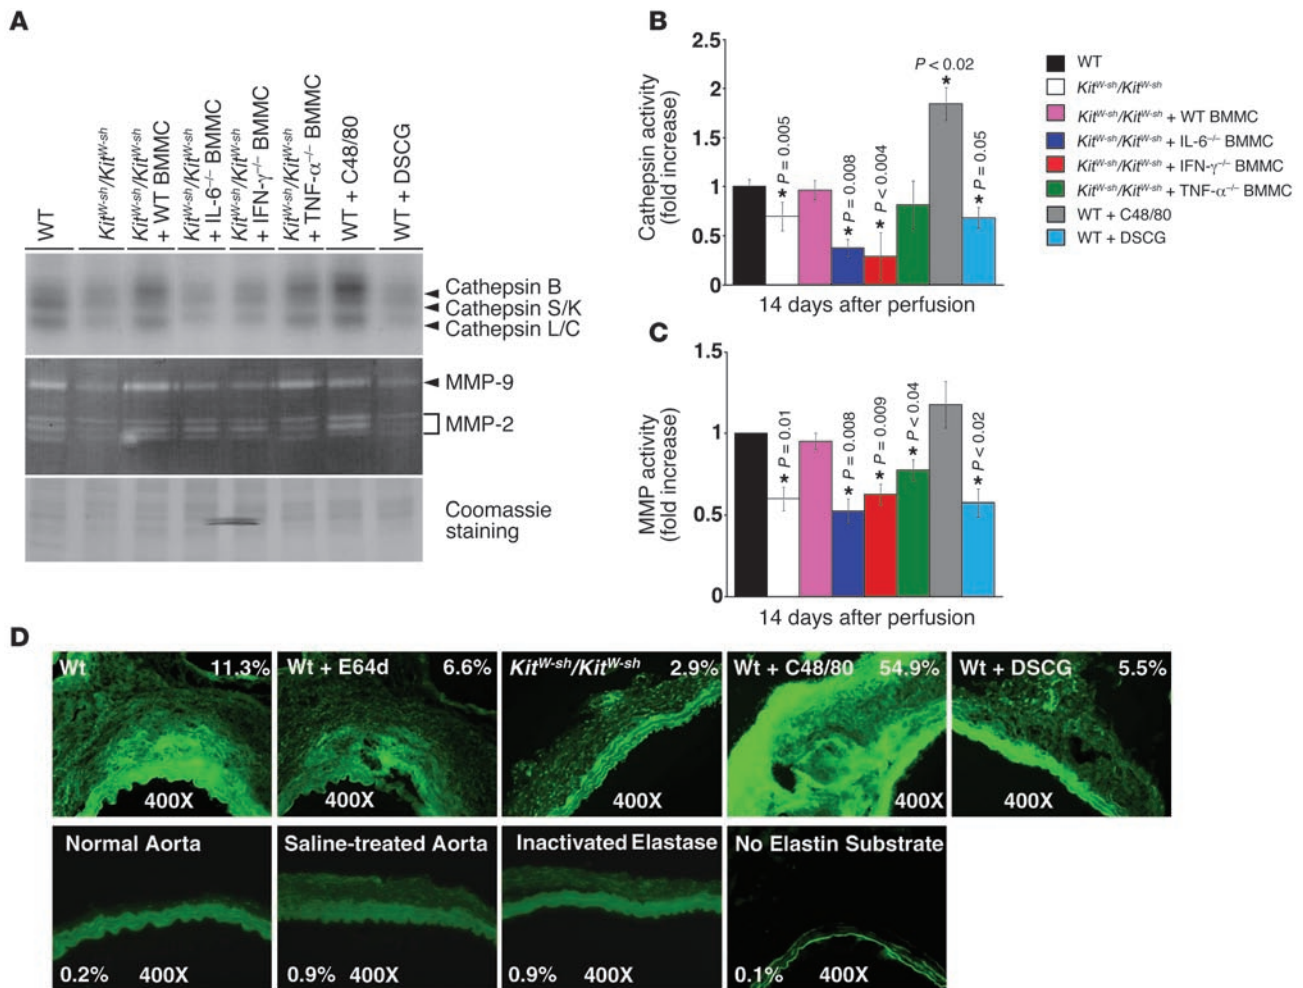 A
WT
Kit^W-sh/Kit^W-sh
Kit^W-sh/Kit^W-sh
+ WT BMMC
Kit^W-sh/Kit^W-sh
+ IL-6–/– BMMC
Kit^W-sh/Kit^W-sh
+ IFN-γ–/– BMMC
Kit^W-sh/Kit^W-sh
+ TNF-α–/– BMMC
WT + C48/80
WT + DSCG
Cathepsin B
Cathepsin S/K
Cathepsin L/C
MMP-9
MMP-2
Coomassie
staining
B
Cathepsin activity
(fold increase)
2.5
2
1.5
1
0.5
0
* P = 0.005
* P = 0.008
* P < 0.004
P < 0.02
*
* P = 0.05
14 days after perfusion
WT
Kit^W-sh/Kit^W-sh
Kit^W-sh/Kit^W-sh + WT BMMC
Kit^W-sh/Kit^W-sh + IL-6–/– BMMC
Kit^W-sh/Kit^W-sh + IFN-γ–/– BMMC
Kit^W-sh/Kit^W-sh + TNF-α–/– BMMC
WT + C48/80
WT + DSCG
C
MMP activity
(fold increase)
1.5
1
0.5
0
* P = 0.01
* P = 0.008
* P = 0.009
* P < 0.04
* P < 0.02
14 days after perfusion
D
Wt 11.3%
400X
Wt + E64d 6.6%
400X
Kit^W-sh/Kit^W-sh 2.9%
400X
Wt + C48/80 54.9%
400X
Wt + DSCG 5.5%
400X
Normal Aorta
0.2% 400X
Saline-treated Aorta
0.9% 400X
Inactivated Elastase
0.9% 400X
No Elastin Substrate
0.1% 400X